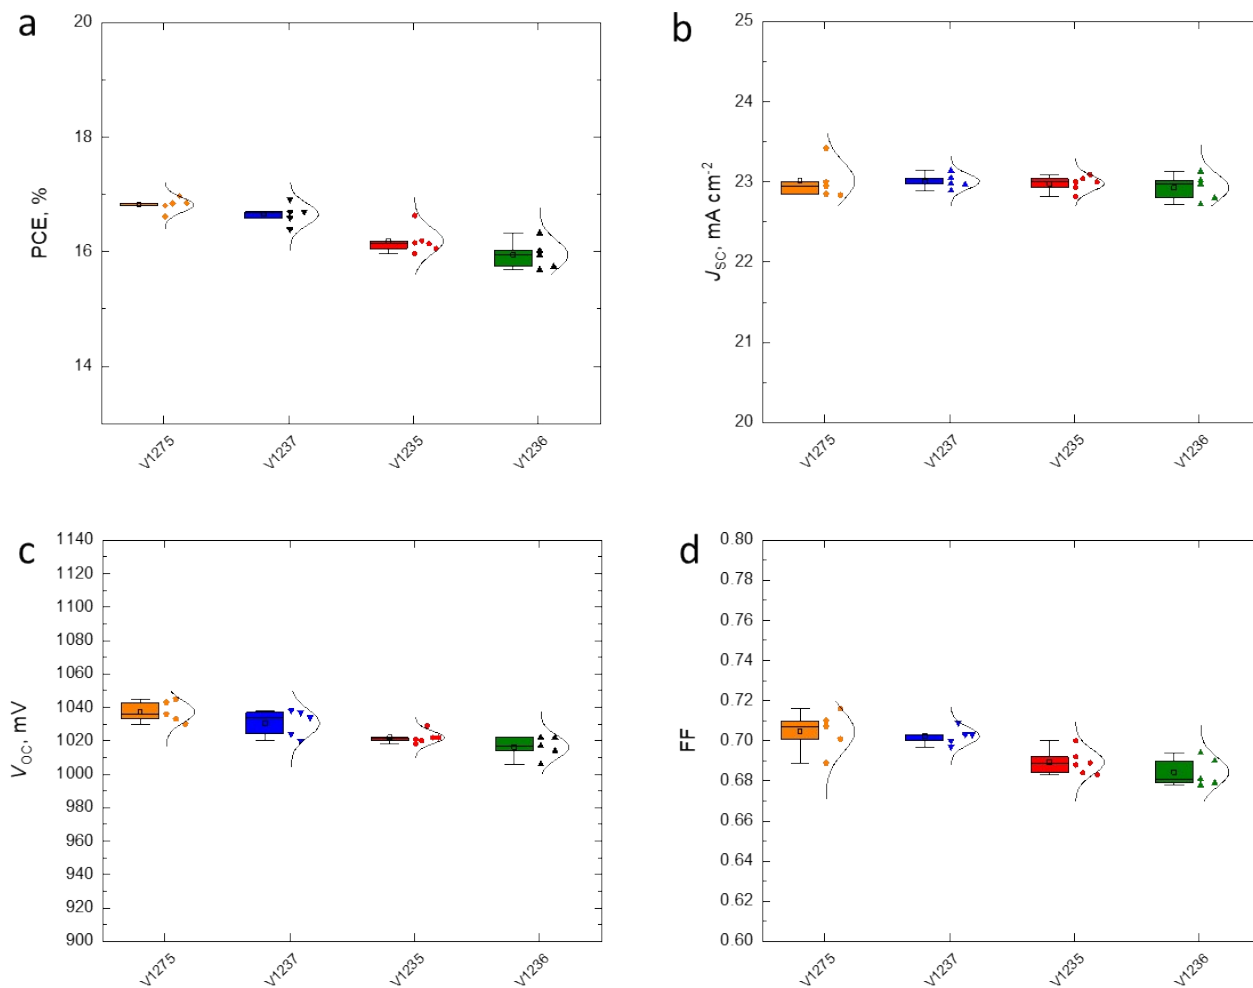 a
20
18
16
14
PCE, %
V1275
V1237
V1235
V1236
b
25
24
23
22
21
20
JSC, mA cm-2
V1275
V1237
V1235
V1236
c
1140
1120
1100
1080
1060
1040
1020
1000
980
960
940
920
900
VOC, mV
V1275
V1237
V1235
V1236
d
0.80
0.78
0.76
0.74
0.72
0.70
0.68
0.66
0.64
0.62
0.60
FF
V1275
V1237
V1235
V1236